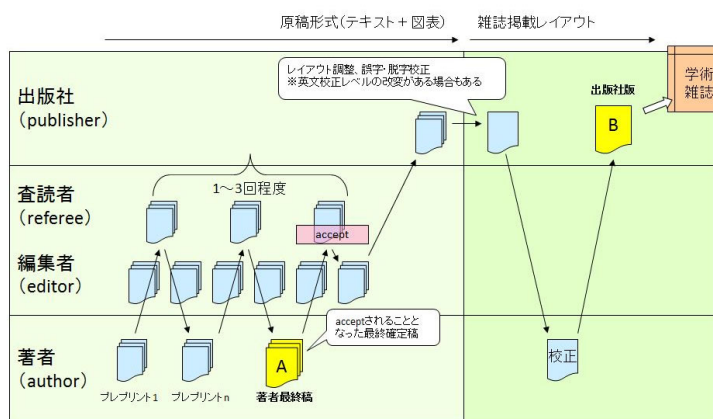 原稿形式(テキスト＋図表)
雑誌掲載レイアウト
レイアウト調整、誤字・脱字校正
※英文校正レベルの改変がある場合もある
出版社
(publisher)
出版社版
B
学術
雑誌
1～3回程度
査読者
(referee)
accept
編集者
(editor)
acceptされることと
なった最終確定稿
著者
(author)
A
校正
プレプリント1
プレプリントn
著者最終稿